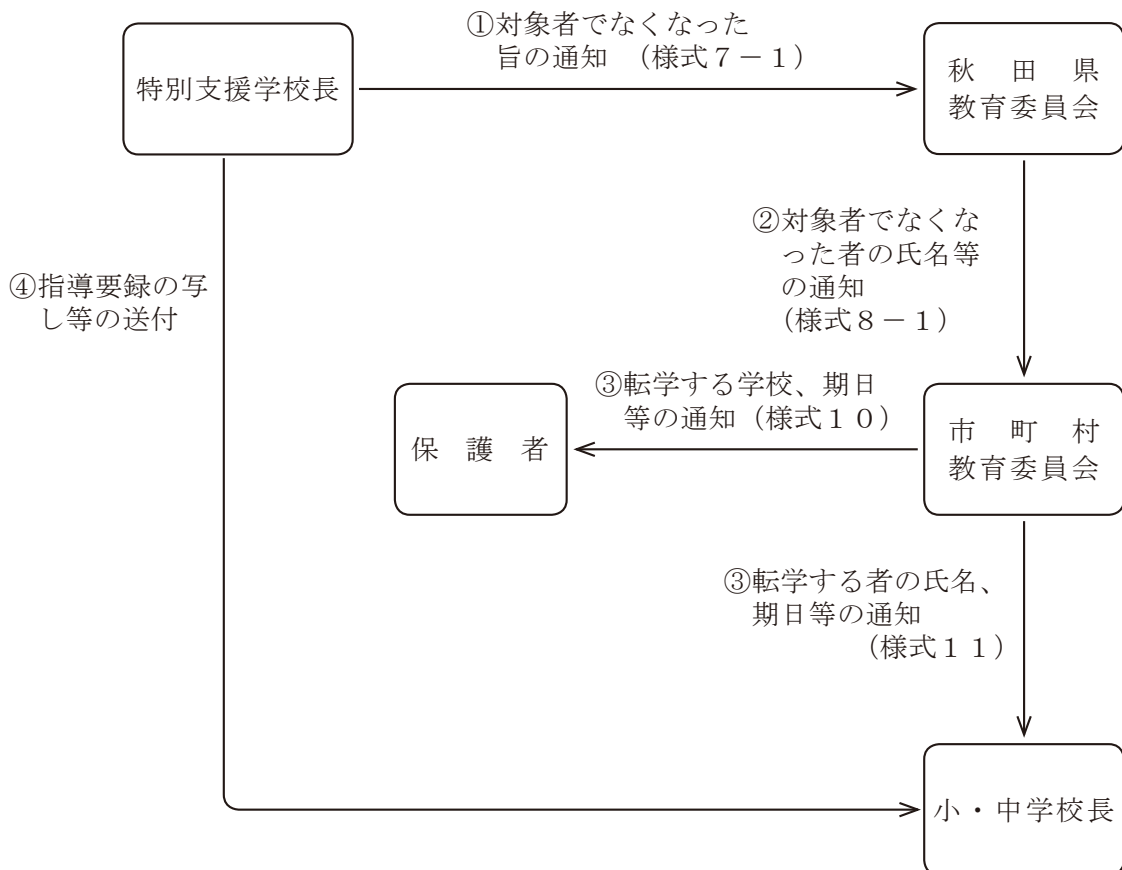 ①対象者でなくなった
旨の通知 （様式７－１）
特別支援学校長
秋田県
教育委員会
②対象者でなくな
った者の氏名等
の通知
（様式８－１）
④指導要録の写
し等の送付
③転学する学校、期日
等の通知（様式１０）
保護者
市町村
教育委員会
③転学する者の氏名、
期日等の通知
（様式１１）
小・中学校長